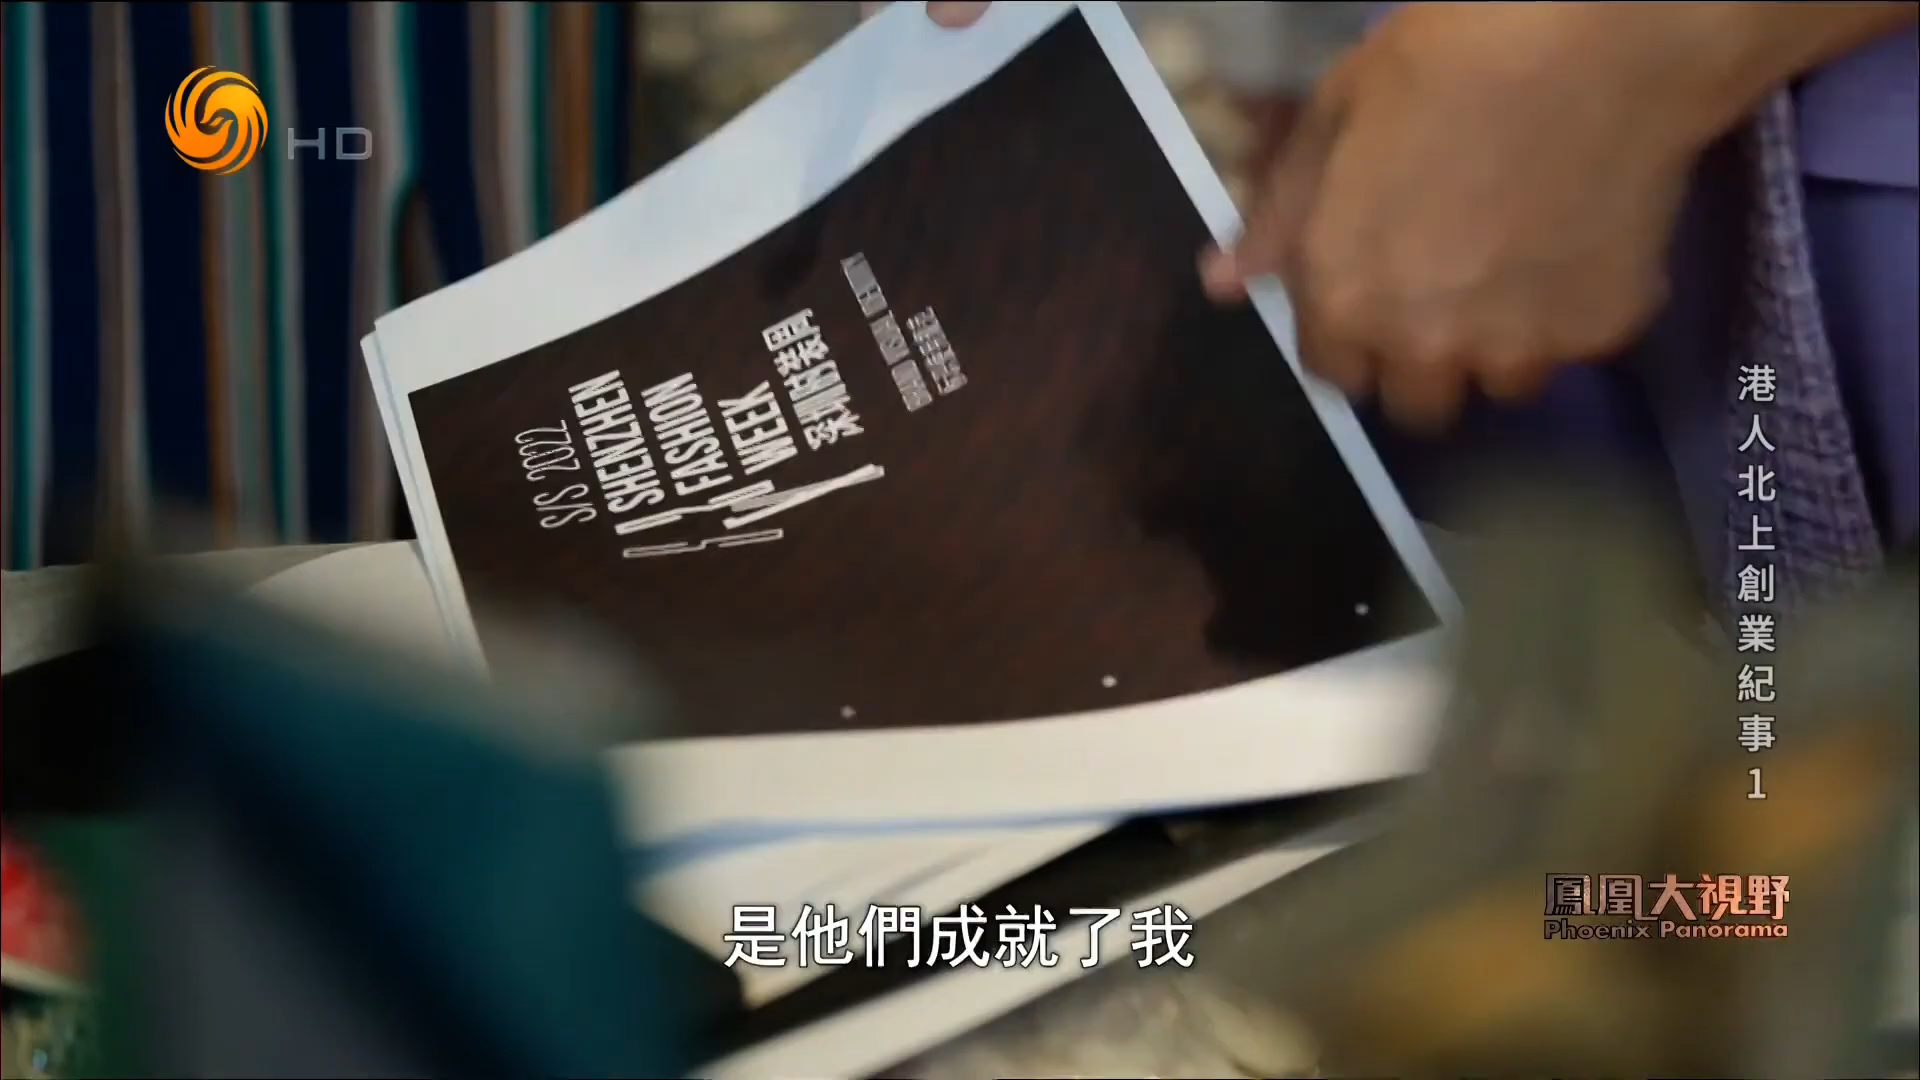 HD
S/S 2022
SHENZHEN
FASHION
WEEK
深圳時裝周
港人北上創業紀事1
鳳凰大視野
Phoenix Panorama
是他們成就了我